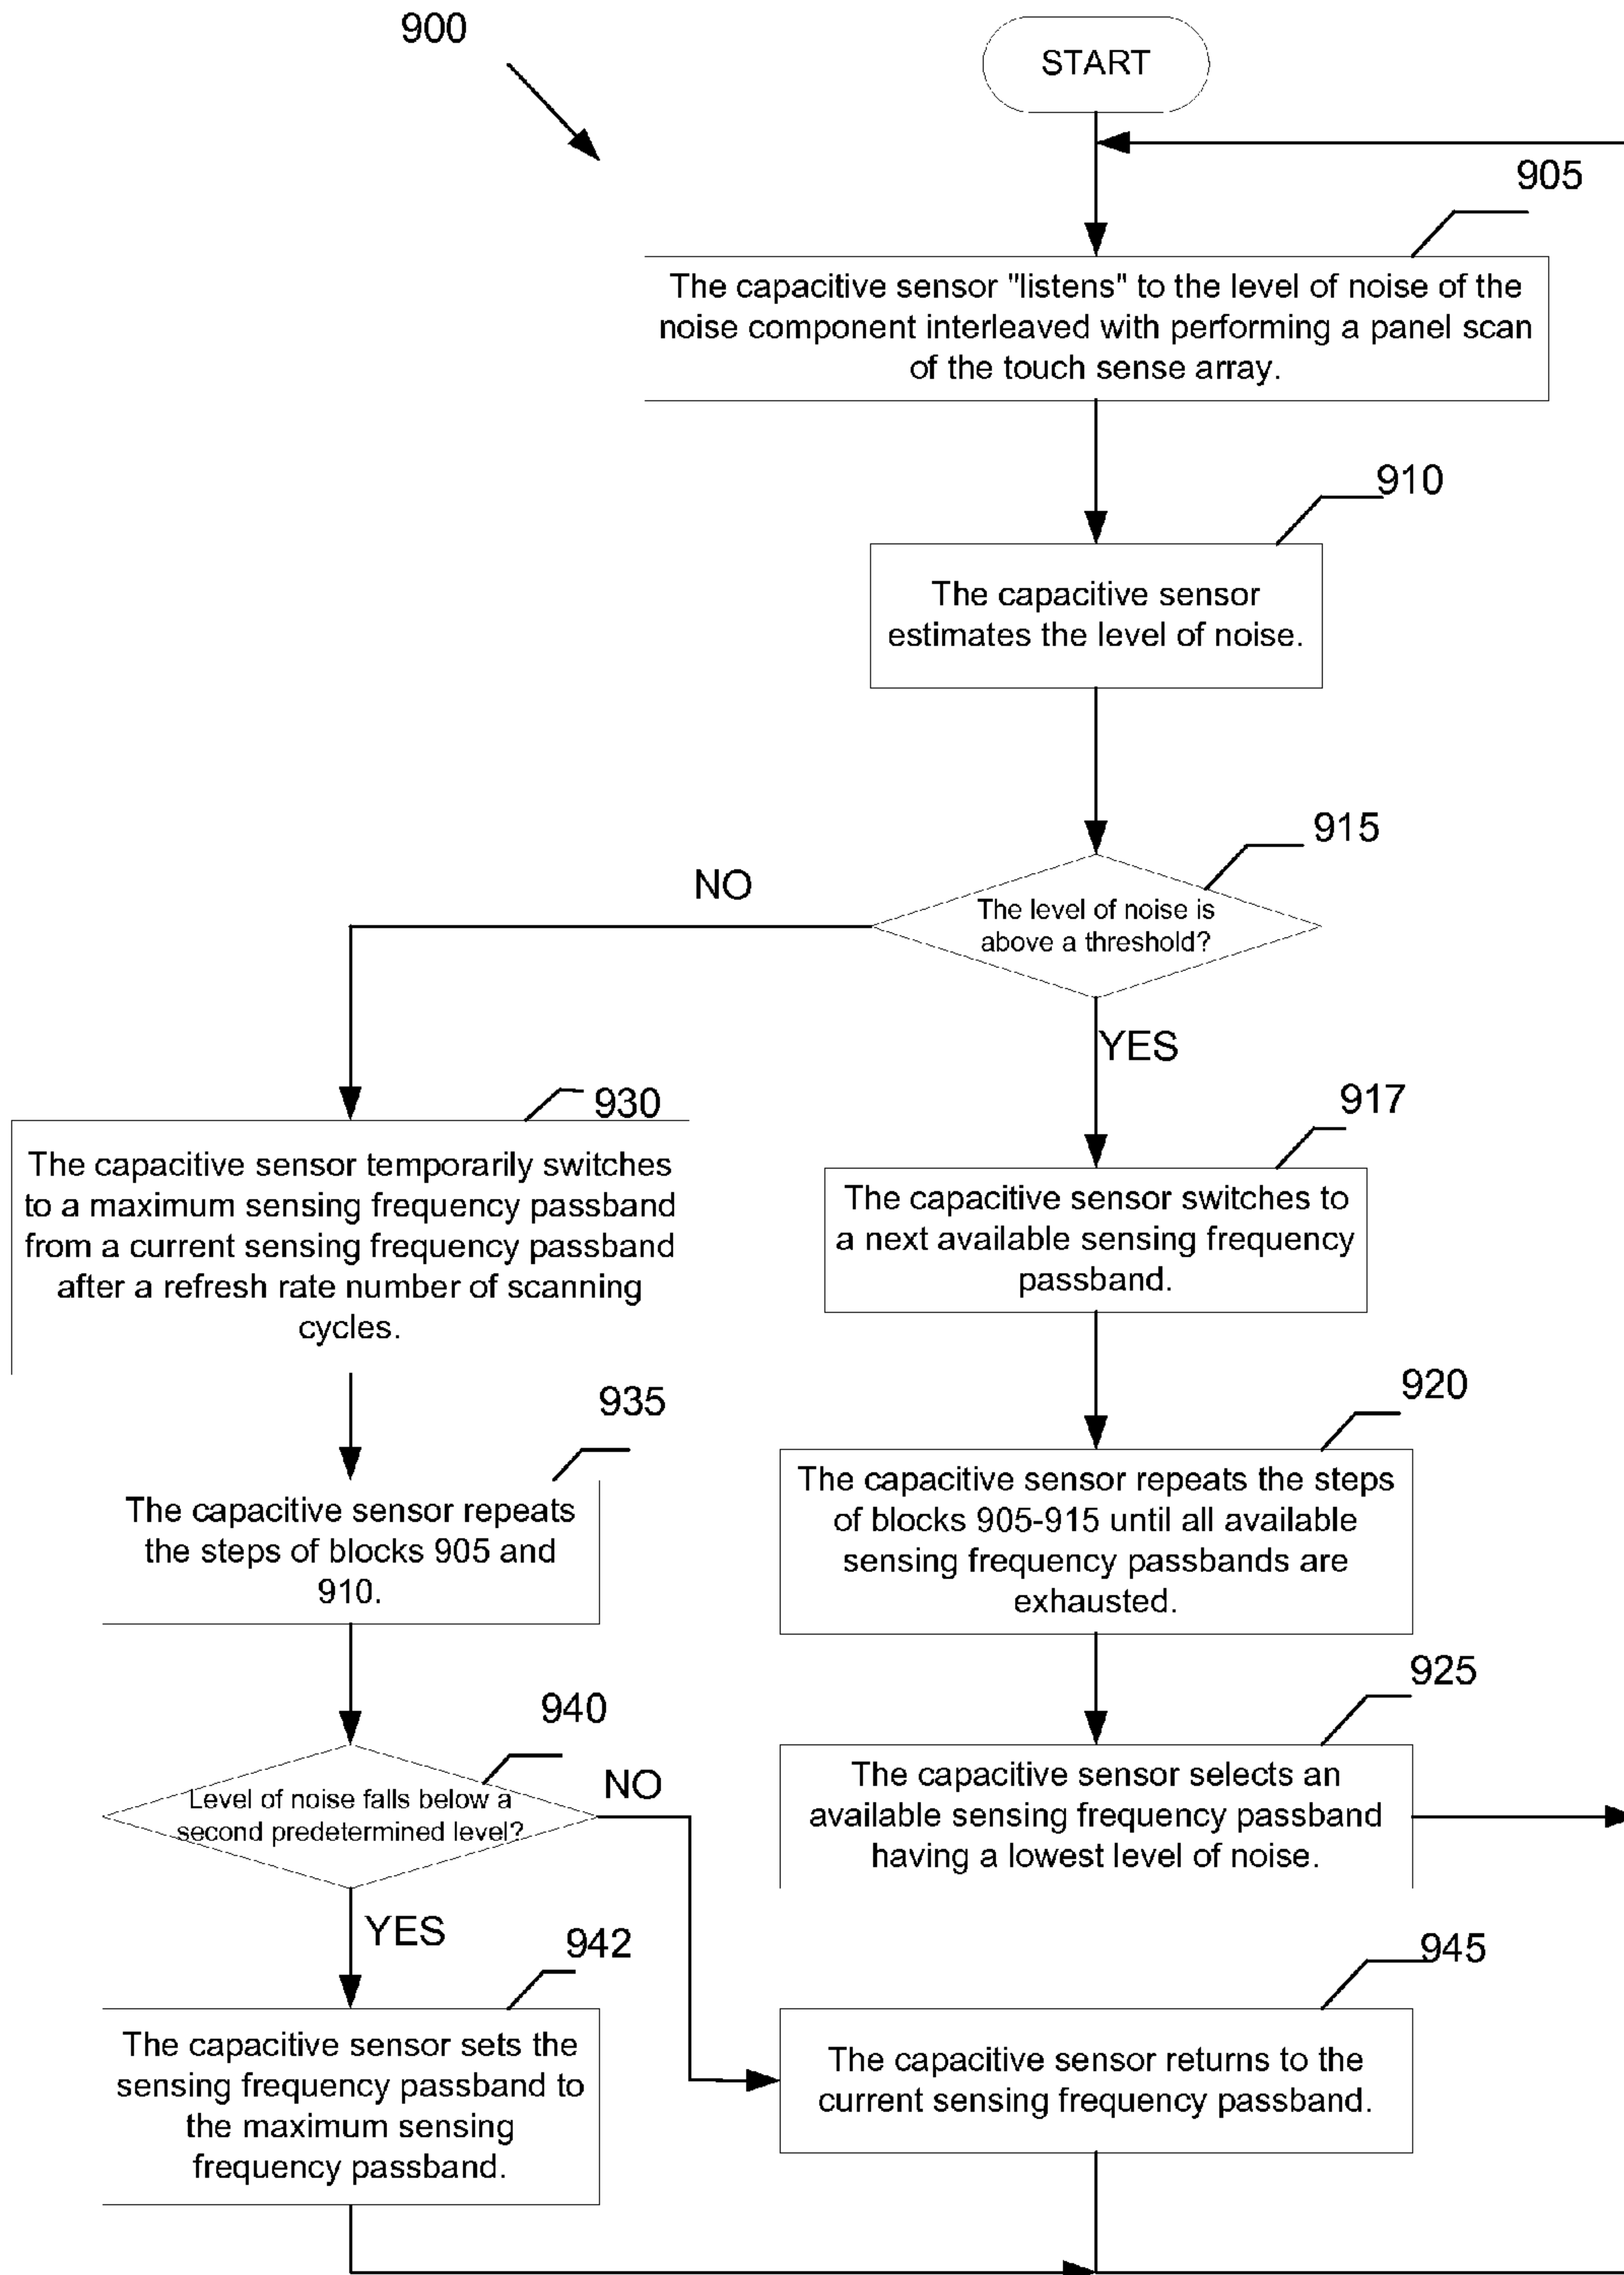 900
START
905
The capacitive sensor "listens" to the level of noise of the
noise component interleaved with performing a panel scan
of the touch sense array.
910
The capacitive sensor
estimates the level of noise.
915
NO
The level of noise is
above a threshold?
YES
930
917
The capacitive sensor temporarily switches
to a maximum sensing frequency passband
from a current sensing frequency passband
after a refresh rate number of scanning
cycles.
The capacitive sensor switches to
a next available sensing frequency
passband.
935
920
The capacitive sensor repeats
the steps of blocks 905 and
910.
The capacitive sensor repeats the steps
of blocks 905-915 until all available
sensing frequency passbands are
exhausted.
940
925
Level of noise falls below a
second predetermined level?
NO
The capacitive sensor selects an
available sensing frequency passband
having a lowest level of noise.
YES
942
945
The capacitive sensor sets the
sensing frequency passband to
the maximum sensing
frequency passband.
The capacitive sensor returns to the
current sensing frequency passband.